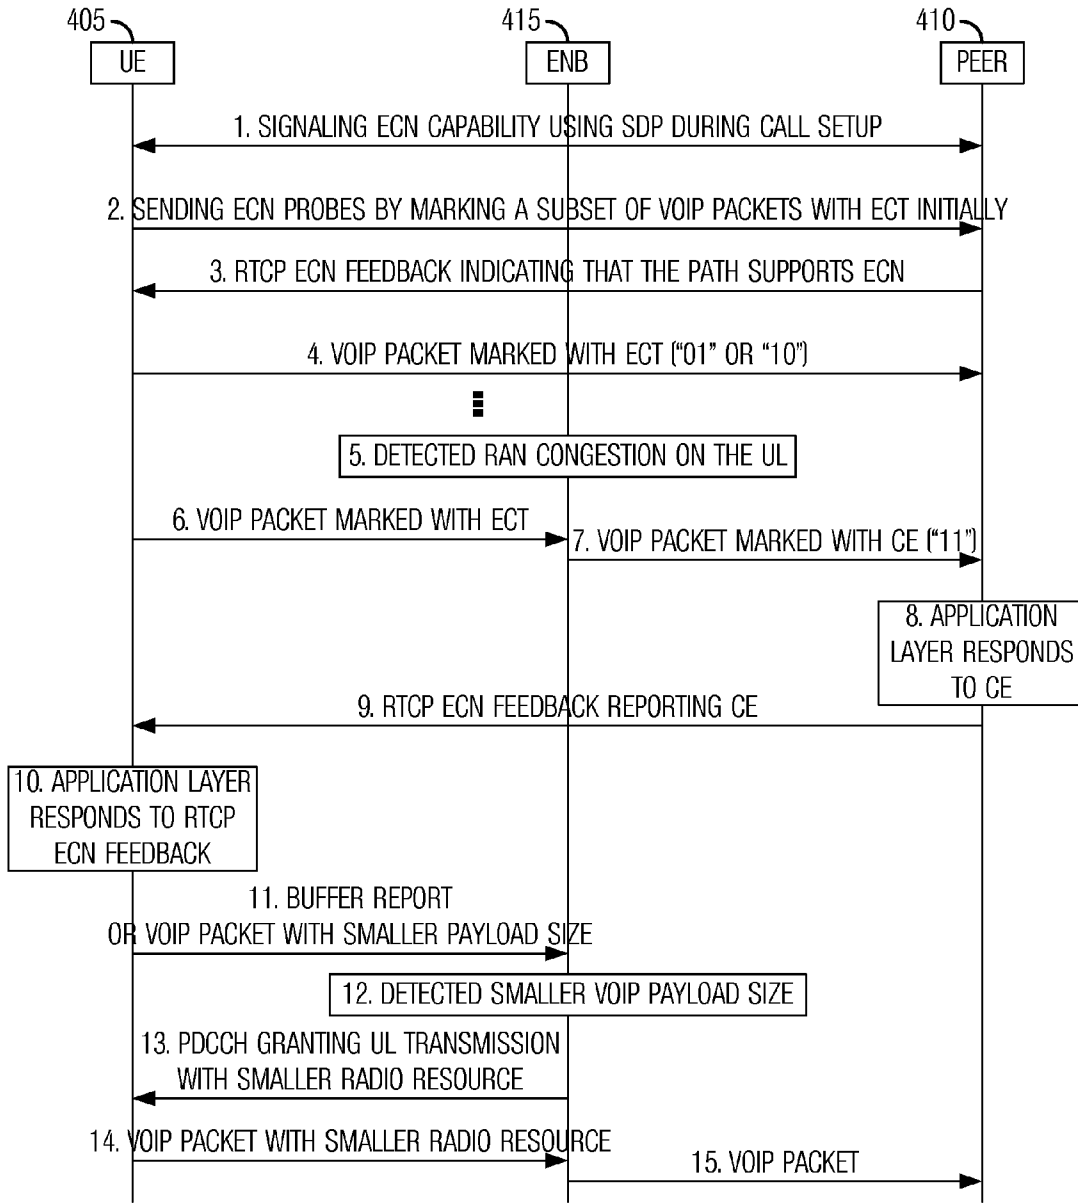 405
415
410
UE
ENB
PEER
1. SIGNALING ECN CAPABILITY USING SDP DURING CALL SETUP
2. SENDING ECN PROBES BY MARKING A SUBSET OF VOIP PACKETS WITH ECT INITIALLY
3. RTCP ECN FEEDBACK INDICATING THAT THE PATH SUPPORTS ECN
4. VOIP PACKET MARKED WITH ECT (“01” OR “10”)
5. DETECTED RAN CONGESTION ON THE UL
6. VOIP PACKET MARKED WITH ECT
7. VOIP PACKET MARKED WITH CE (“11”)
8. APPLICATION
LAYER RESPONDS
TO CE
9. RTCP ECN FEEDBACK REPORTING CE
10. APPLICATION LAYER
RESPONDS TO RTCP
ECN FEEDBACK
11. BUFFER REPORT
OR VOIP PACKET WITH SMALLER PAYLOAD SIZE
12. DETECTED SMALLER VOIP PAYLOAD SIZE
13. PDCCH GRANTING UL TRANSMISSION
WITH SMALLER RADIO RESOURCE
14. VOIP PACKET WITH SMALLER RADIO RESOURCE
15. VOIP PACKET